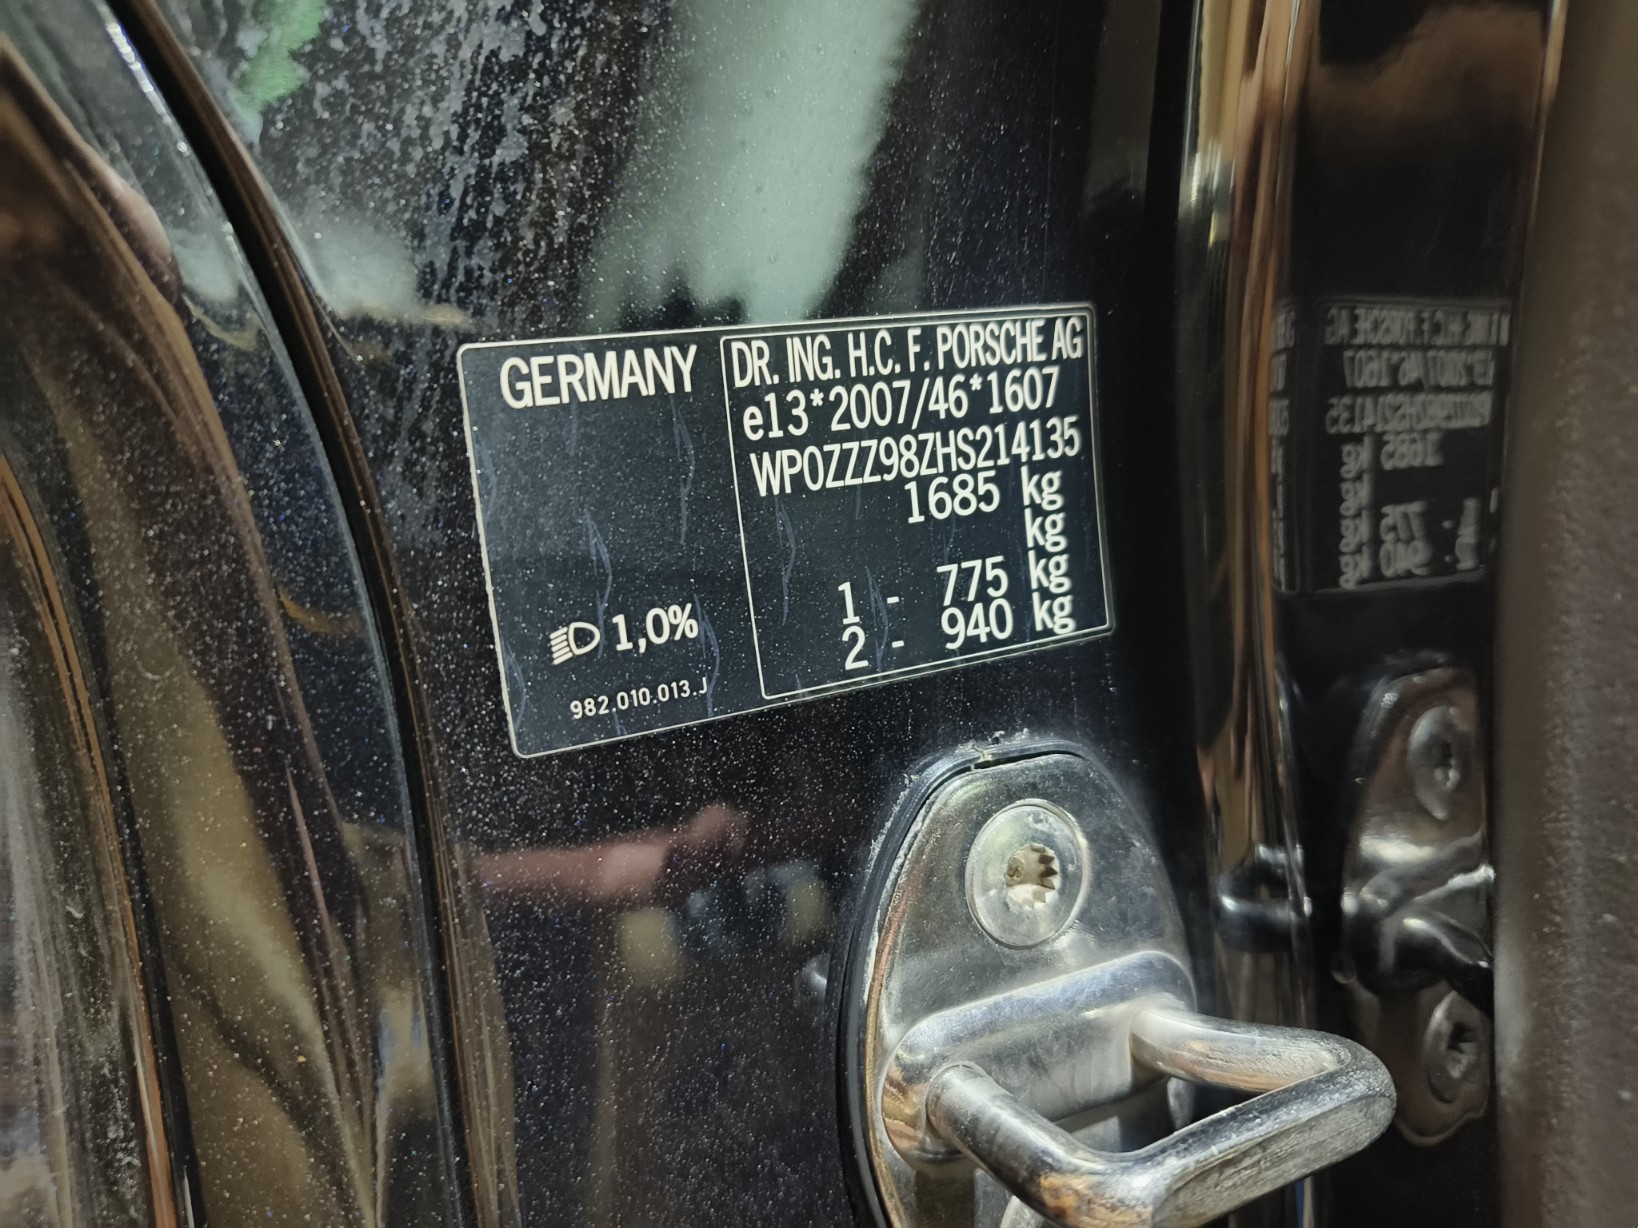 GERMANY
1,0%
982.010.013.J
DR. ING. H.C. F. PORSCHE AG
e13*2007/46*1607
WP0ZZZ98ZHS214135
1685 kg
kg
1 - 775 kg
2 - 940 kg